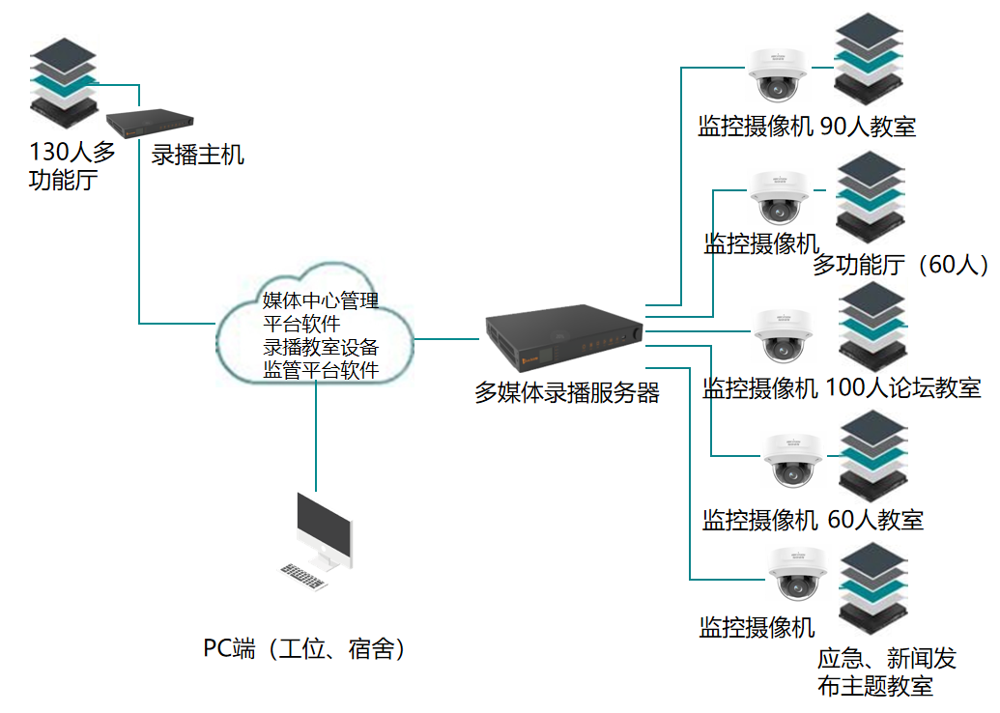 130人多
功能厅
录播主机
媒体中心管理
平台软件
录播教室设备
监管平台软件
PC端（工位、宿舍）
多媒体录播服务器
监控摄像机 90人教室
监控摄像机
多功能厅（60人）
监控摄像机 100人论坛教室
监控摄像机 60人教室
监控摄像机
应急、新闻发
布主题教室